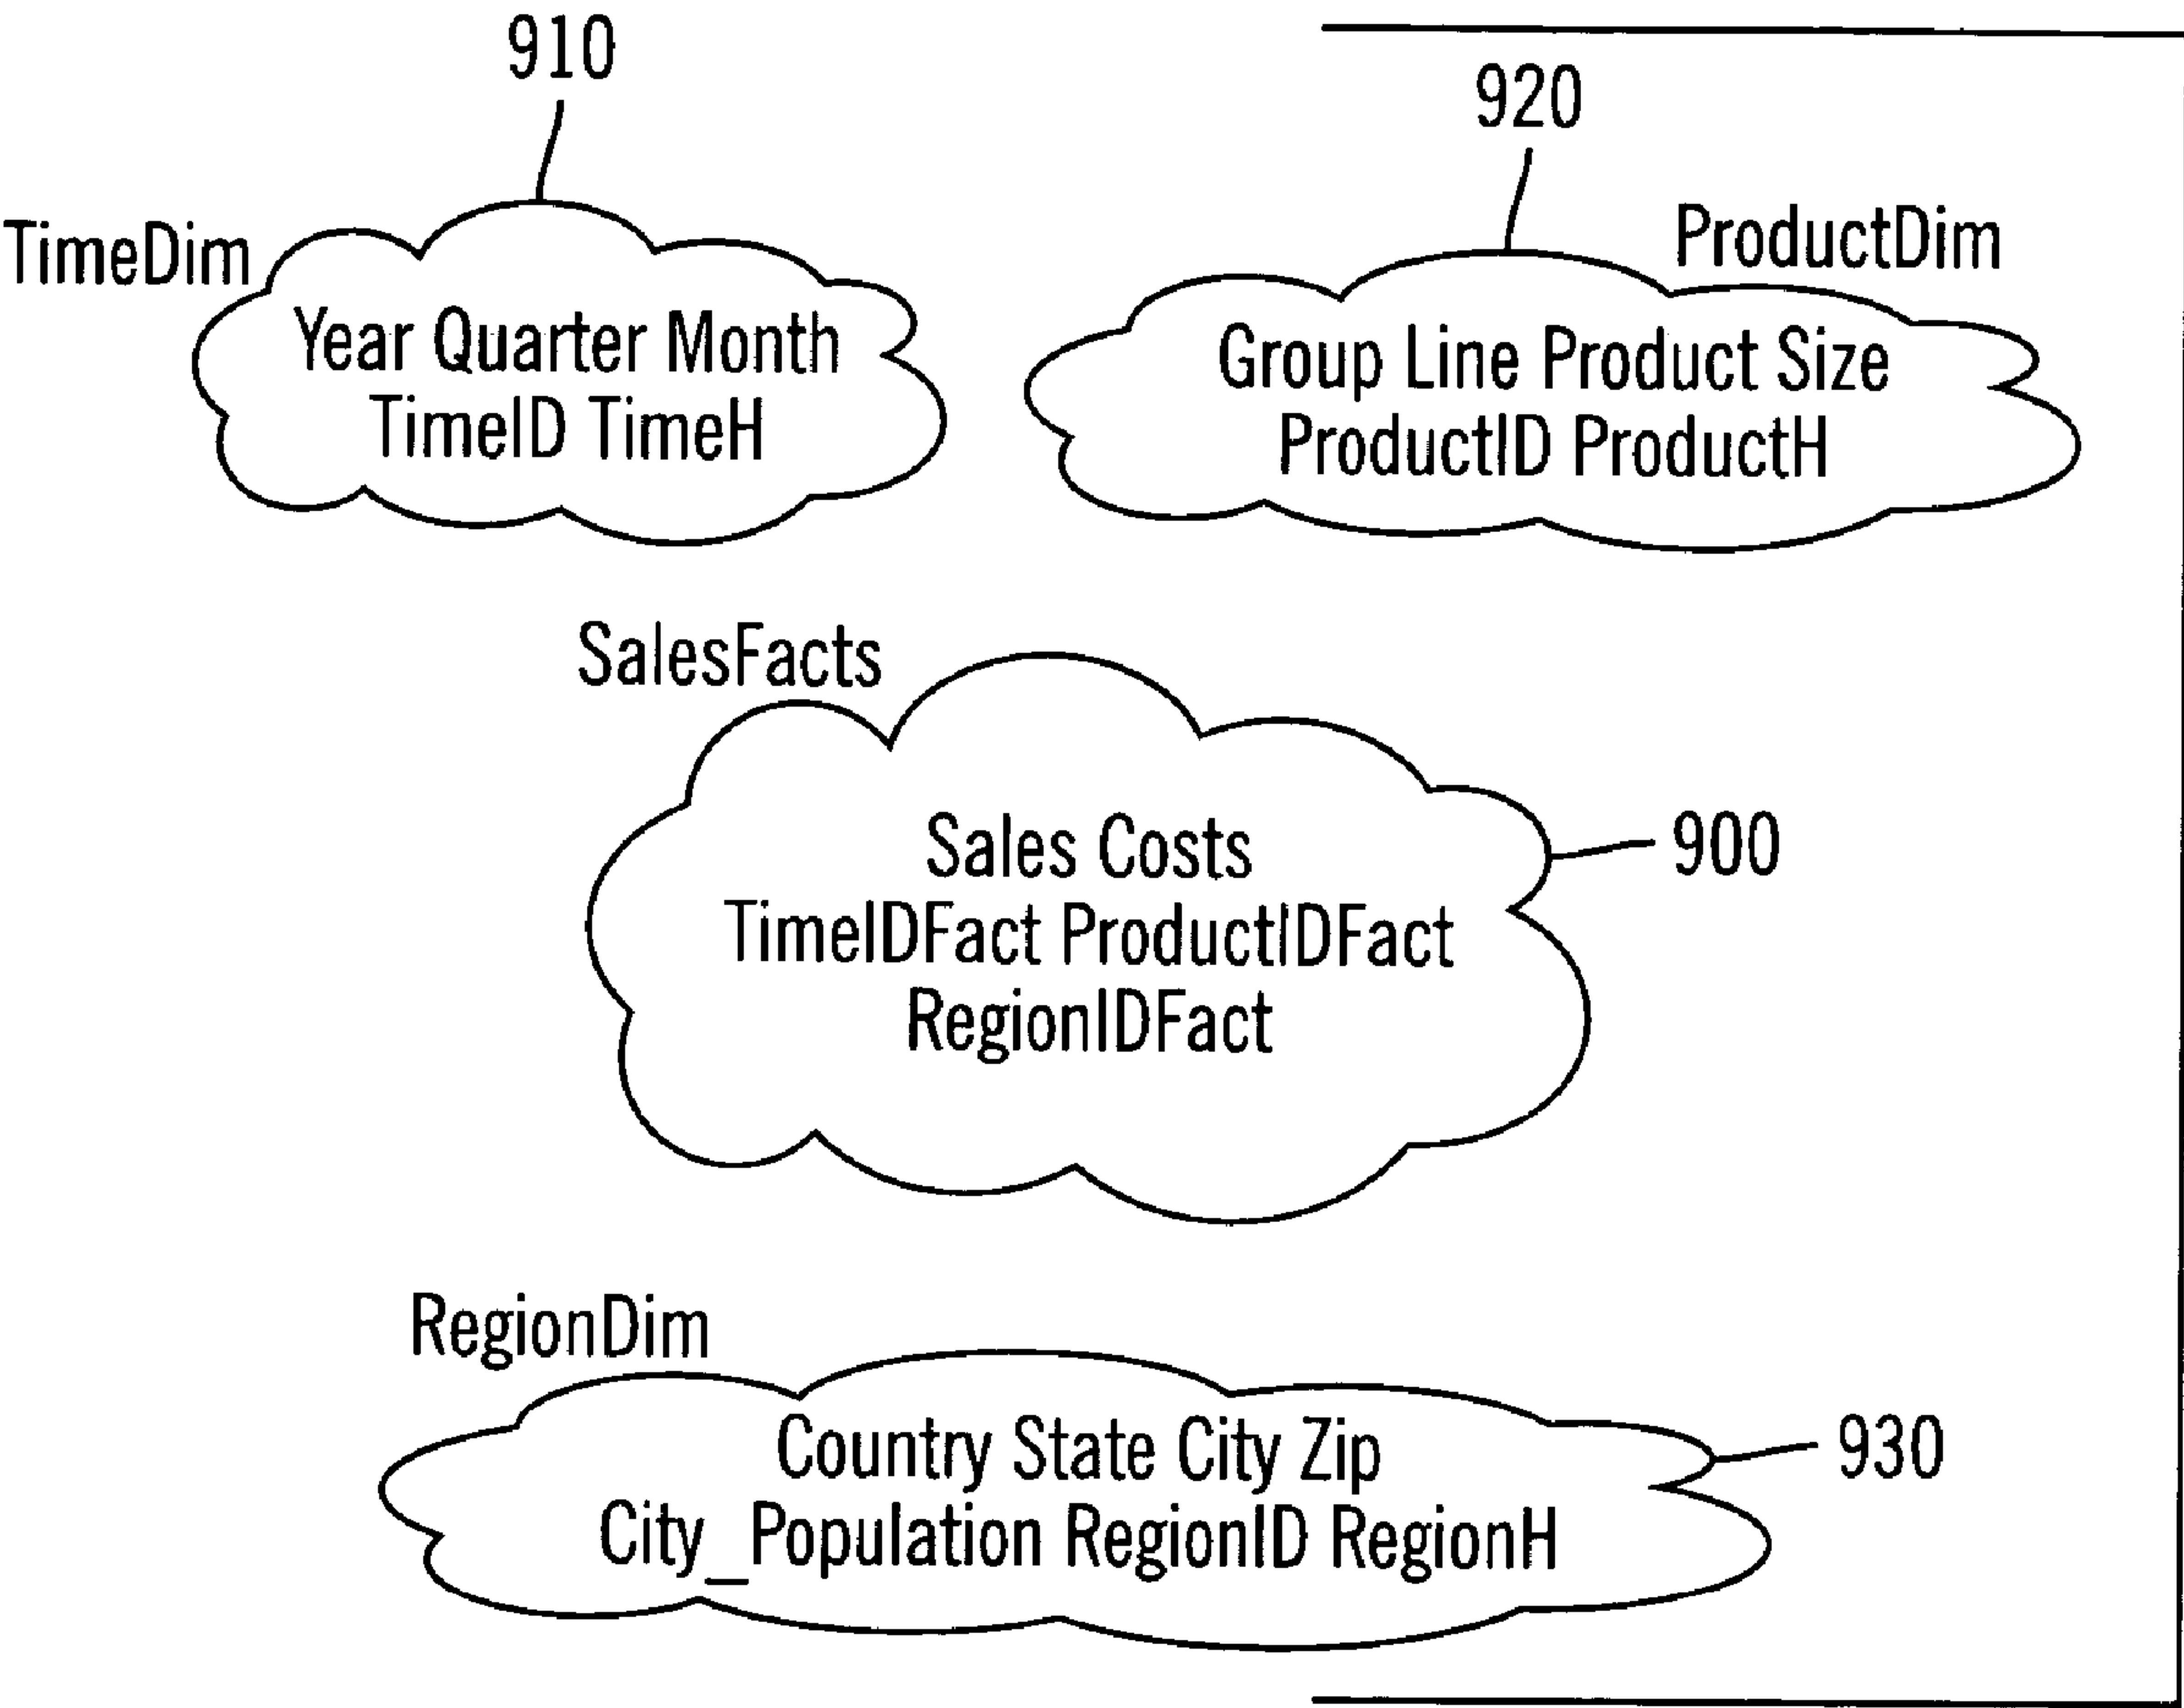 910
920
TimeDim
ProductDim
Year Quarter Month
TimeID TimeH
Group Line Product Size
ProductID ProductH
SalesFacts
Sales Costs
900
TimeIDFact ProductIDFact
RegionIDFact
RegionDim
Country State City Zip
930
City_Population RegionID RegionH